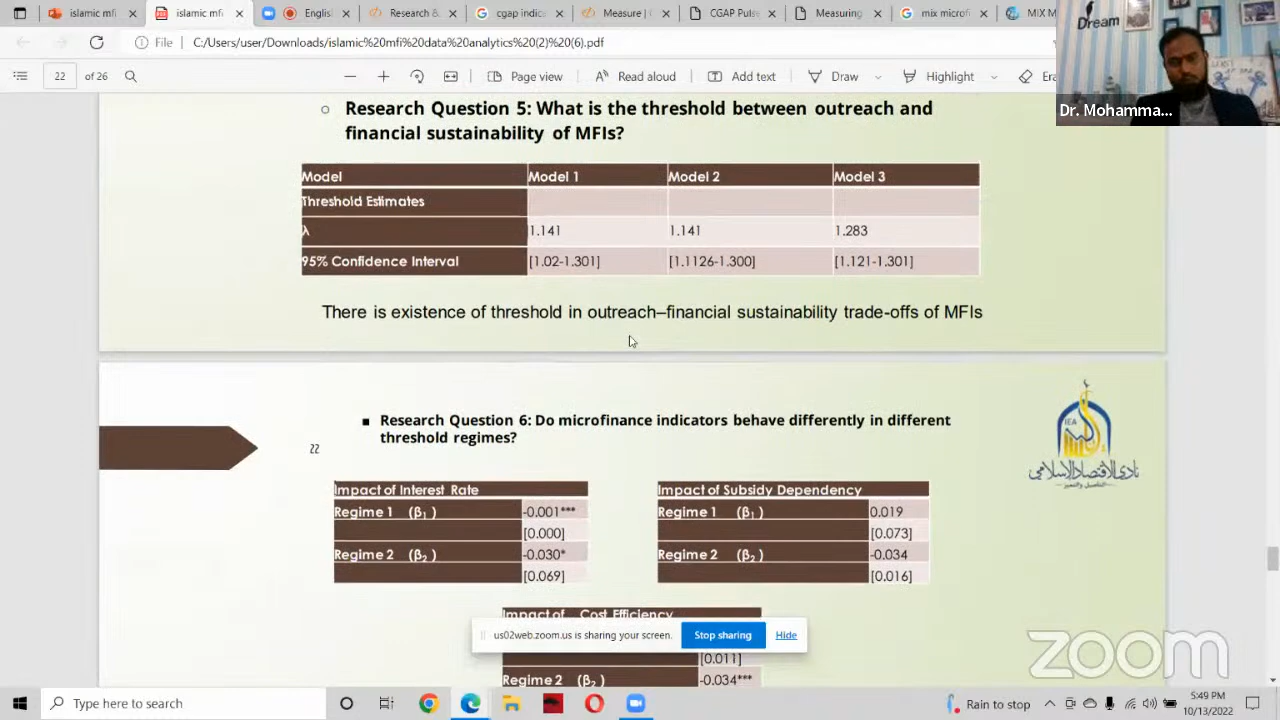 islamic mfi
islamic mf
Discover
Research &
cgap indic
Measure |
CGAP Pulse
Measuring
mix microf
MIX M
File
C:/Users/user/Downloads/islamic%20mfi%20data%20analytics%20(2)%20(6).pdf
22 of 26
Page view
Read aloud
Add text
Draw
Highlight
Dream
Dr. Mohamma...
Research Question 5: What is the threshold between outreach and
financial sustainability of MFIs?
Model Model 1 Model 2 Model 3
Threshold Estimates
λ 1.141 1.141 1.283
95% Confidence Interval [1.02-1.301] [1.1126-1.300] [1.121-1.301]
There is existence of threshold in outreach–financial sustainability trade-offs of MFIs
22
Research Question 6: Do microfinance indicators behave differently in different
threshold regimes?
IEA
نادي الاقتصاد الإسلامي
Impact of Interest Rate
Regime 1 (β1 ) -0.001***
[0.000]
Regime 2 (β2 ) -0.030*
[0.069]
Impact of Subsidy Dependency
Regime 1 (β1 ) 0.019
[0.073]
Regime 2 (β2 ) -0.034
[0.016]
Impact of Cost Efficiency
[0.011]
Regime 2 (β2 ) -0.034***
us02web.zoom.us is sharing your screen. Stop sharing Hide
zoom
Type here to search
Rain to stop
5:49 PM
10/13/2022